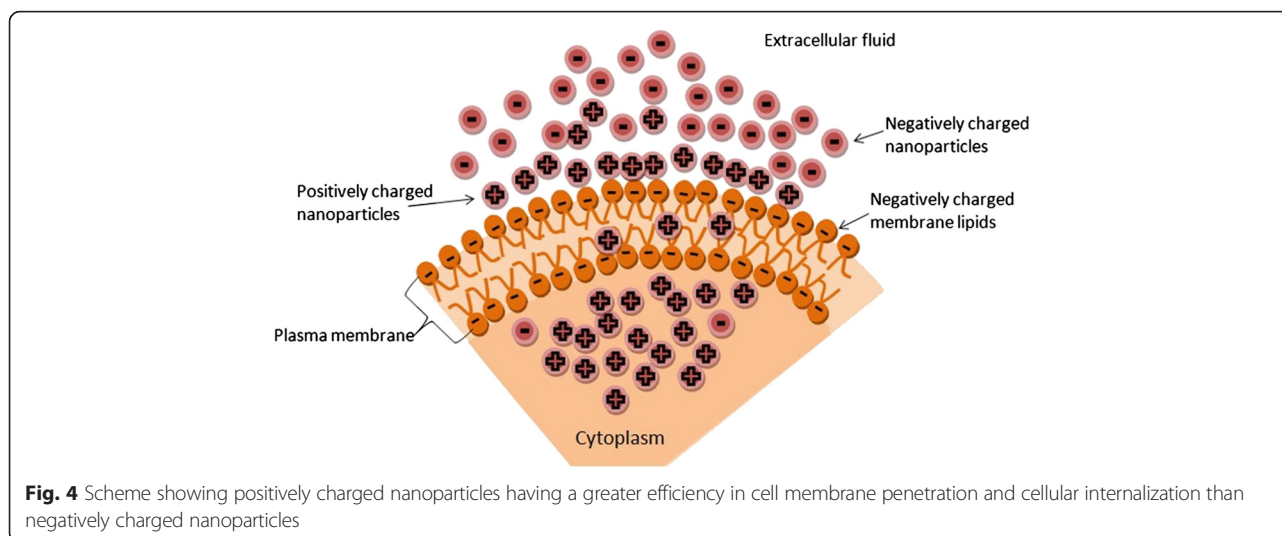 Extracellular fluid
Negatively charged
nanoparticles
Positively charged
nanoparticles
Negatively charged
membrane lipids
Plasma membrane
Cytoplasm
Fig. 4 Scheme showing positively charged nanoparticles having a greater efficiency in cell membrane penetration and cellular internalization than
negatively charged nanoparticles